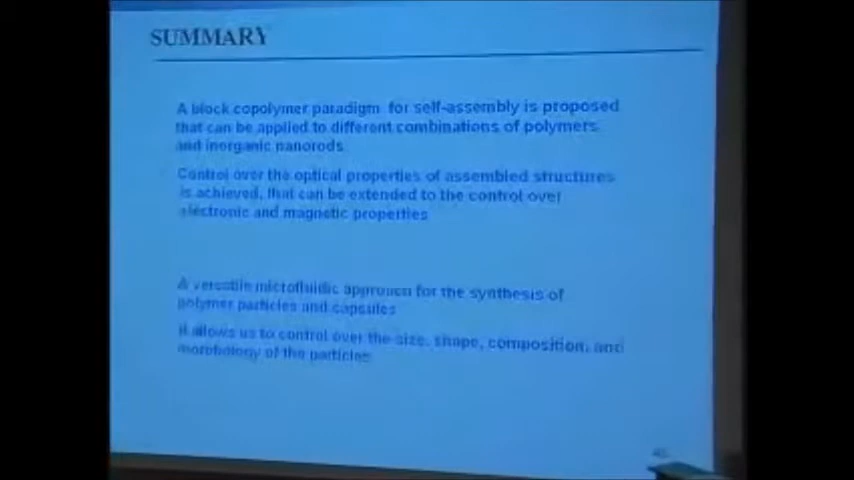 SUMMARY
A block copolymer paradigm for self-assembly is proposed
that can be applied to different combinations of polymers
and inorganic nanorods
Control over the optical properties of assembled structures
is achieved, that can be extended to the control over
electronic and magnetic properties
A versatile microfluidic approach for the synthesis of
polymer particles and capsules
It allows us to control over the size, shape, composition, and
morphology of the particles